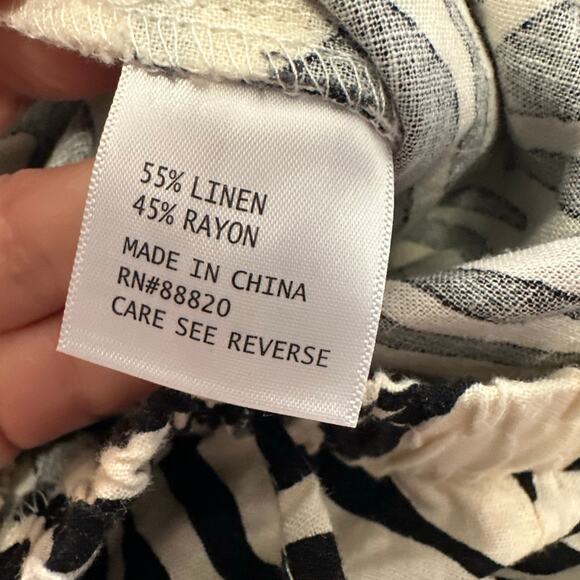 55% LINEN
45% RAYON
MADE IN CHINA
RN#88820
CARE SEE REVERSE